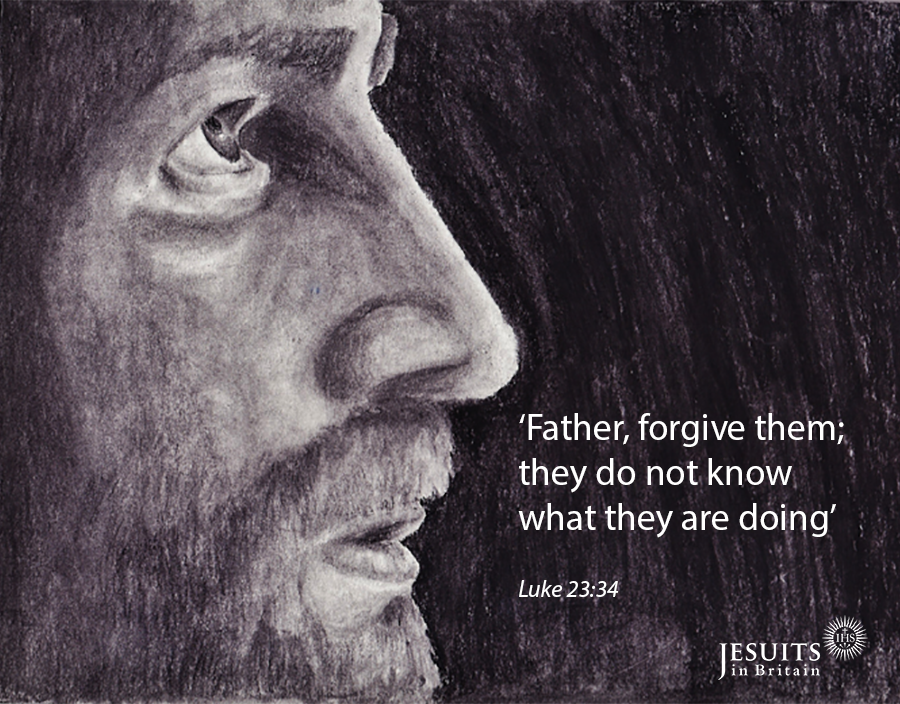 ‘Father, forgive them;
they do not know
what they are doing’
Luke 23:34
IHS
JESUITS
in Britain